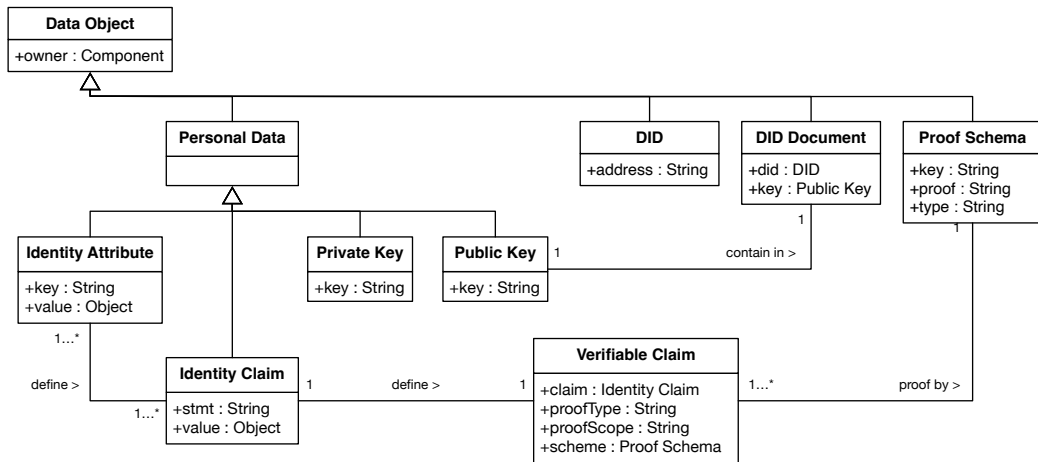 Data Object
+owner : Component
Personal Data
DID
+address : String
DID Document
+did : DID
+key : Public Key
Proof Schema
+key : String
+proof : String
+type : String
1
1
Identity Attribute
+key : String
+value : Object
Private Key
+key : String
Public Key
+key : String
1
contain in >
1...*
define >
1...*
Identity Claim
+stmt : String
+value : Object
1
define >
1
Verifiable Claim
+claim : Identity Claim
+proofType : String
+proofScope : String
+scheme : Proof Schema
1...*
proof by >